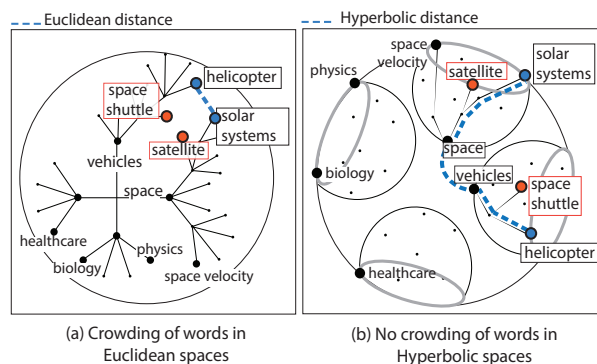 Euclidean distance
helicopter
space
shuttle
solar
systems
satellite
vehicles
space
healthcare
biology
physics
space velocity
(a) Crowding of words in
Euclidean spaces
Hyperbolic distance
space
velocity
solar
systems
physics
satellite
space
vehicles
biology
space
shuttle
helicopter
healthcare
(b) No crowding of words in
Hyperbolic spaces